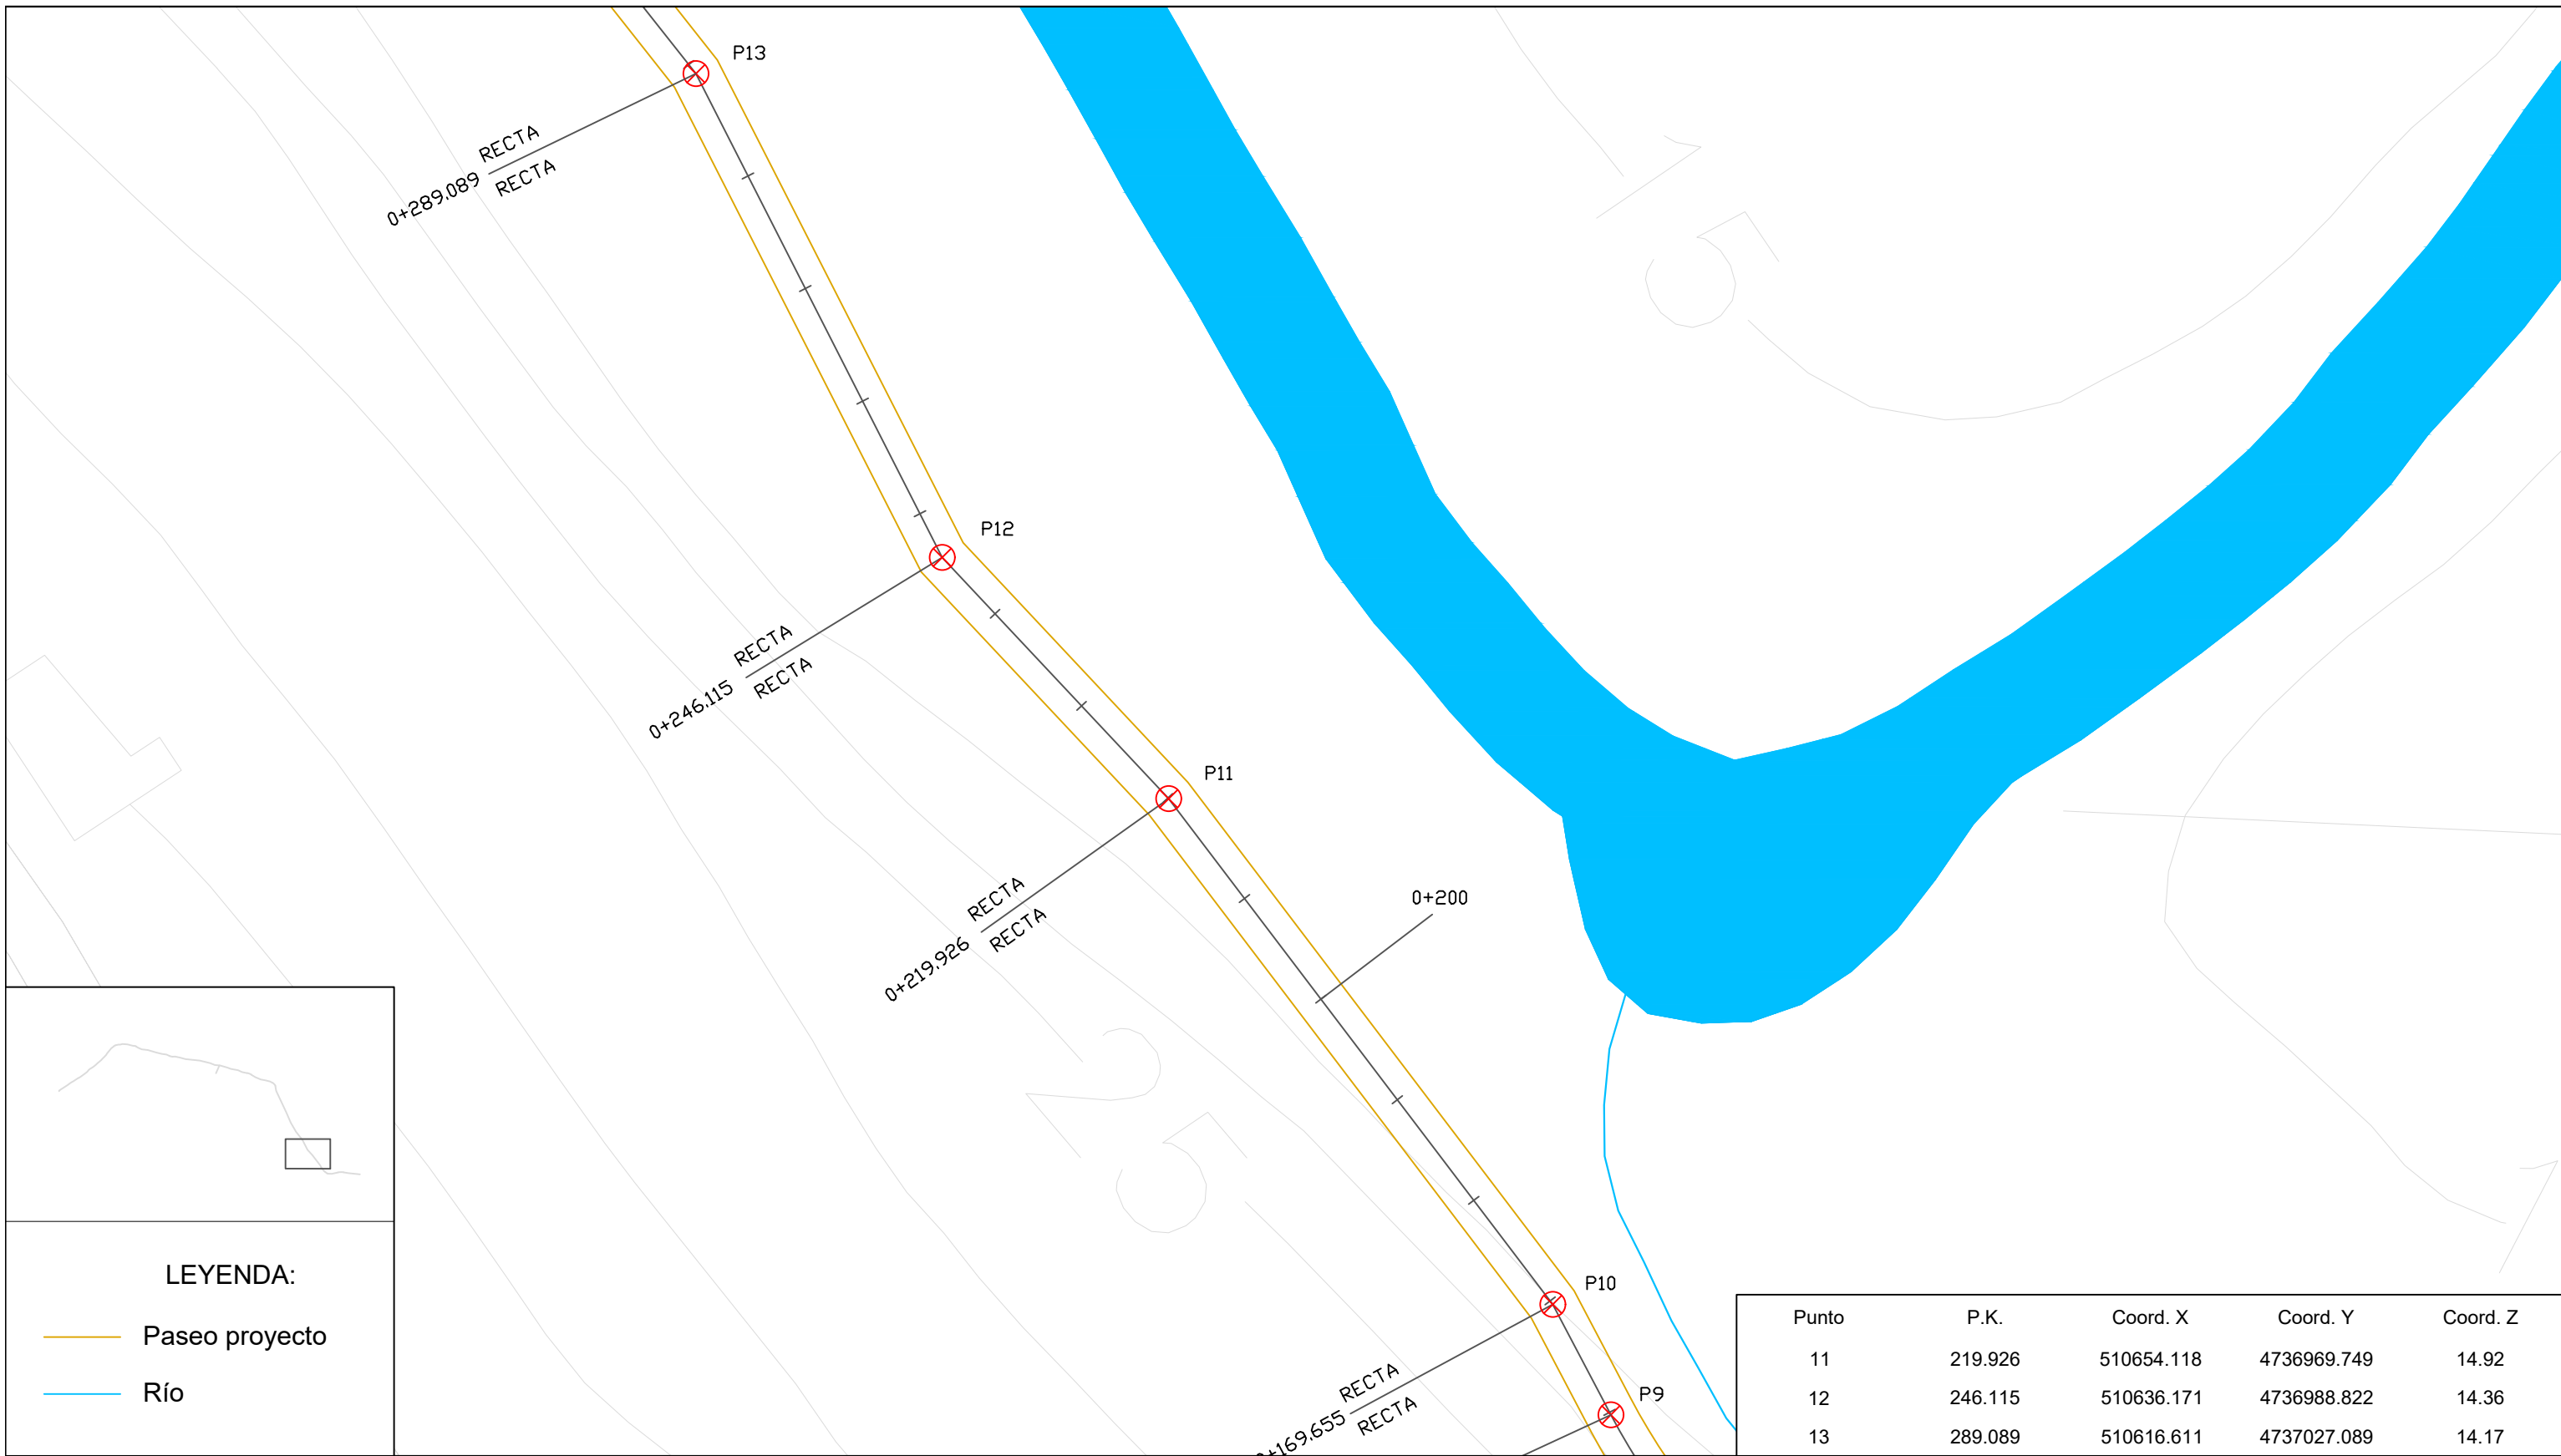 P13
RECTA
0+289.089
RECTA
P12
RECTA
0+246.115
RECTA
P11
RECTA
0+219.926
RECTA
0+200
25
15
P10
RECTA
+169.655
RECTA
P9
LEYENDA:
Paseo proyecto
Río
Punto P.K. Coord. X Coord. Y Coord. Z
11 219.926 510654.118 4736969.749 14.92
12 246.115 510636.171 4736988.822 14.36
13 289.089 510616.611 4737027.089 14.17